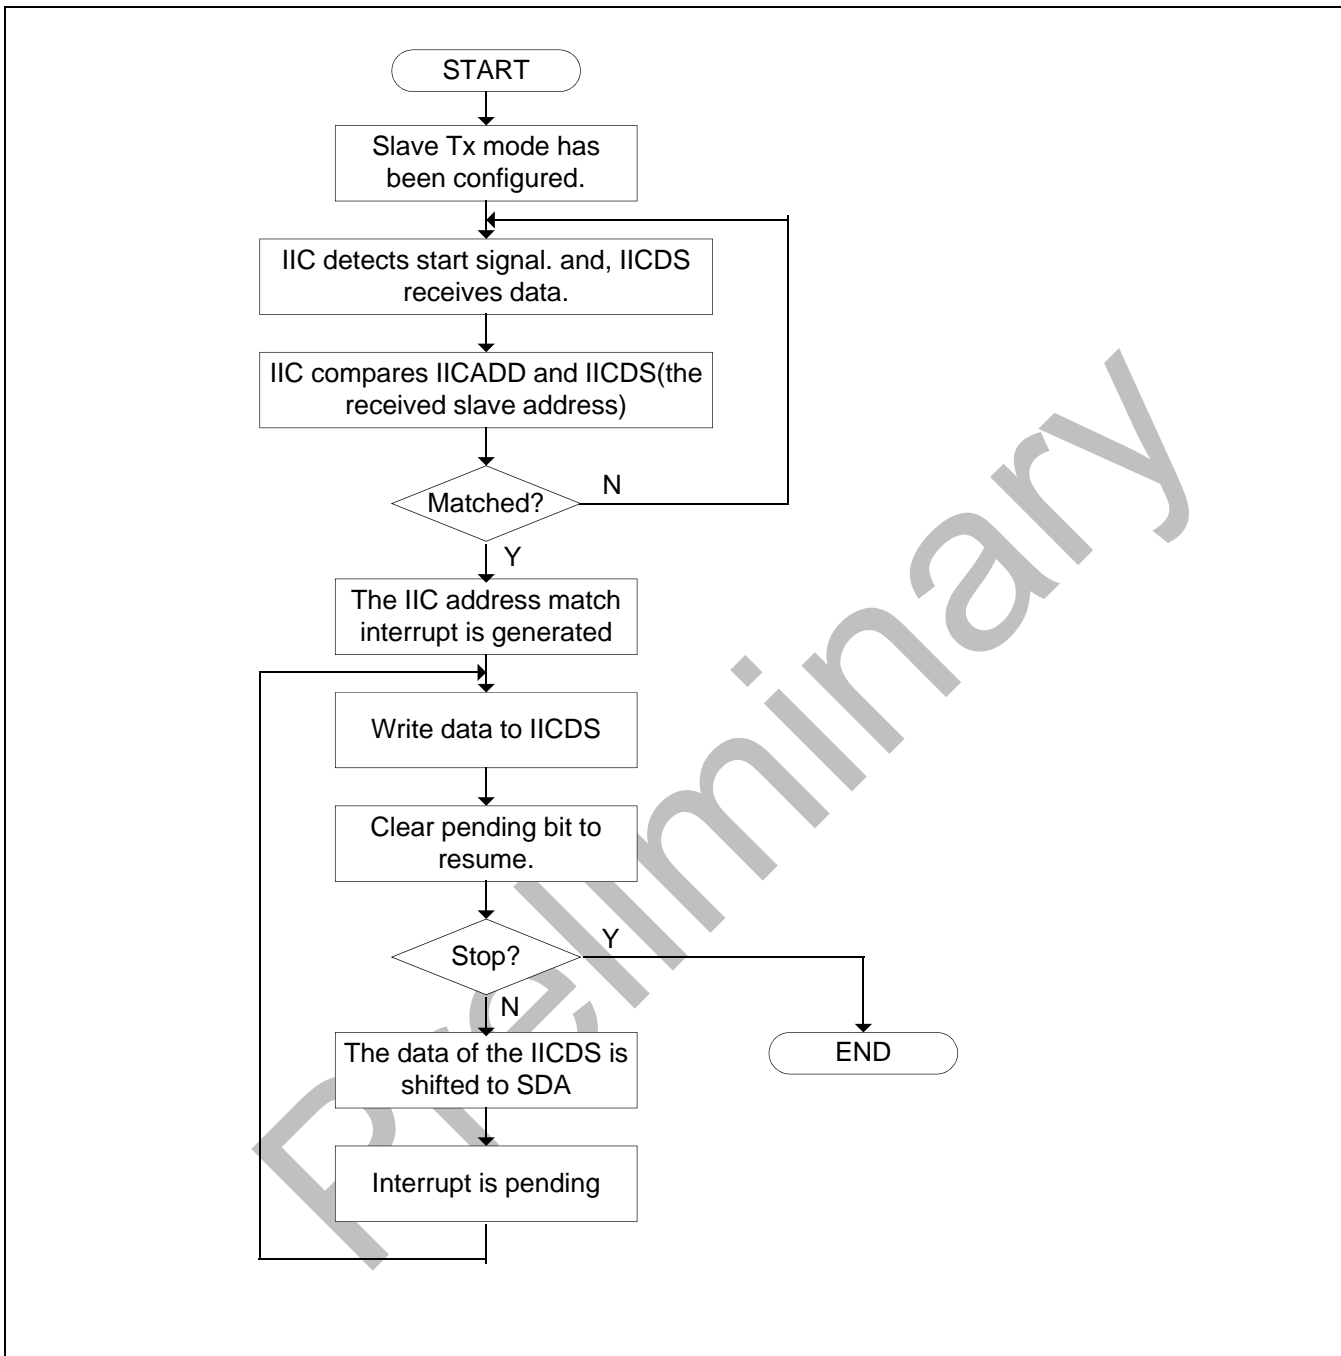 START
Slave Tx mode has
been configured.
IIC detects start signal. and, IICDS
receives data.
IIC compares IICADD and IICDS(the
received slave address)
Matched?
N
Y
The IIC address match
interrupt is generated
Write data to IICDS
Clear pending bit to
resume.
Stop?
Y
N
The data of the IICDS is
shifted to SDA
END
Interrupt is pending
Preliminary